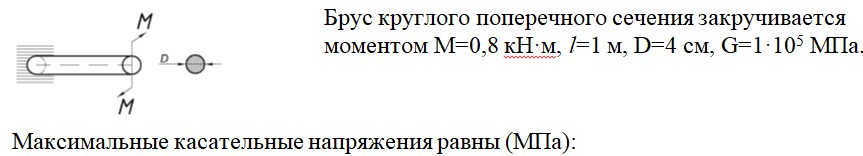 M
D
M
Брус круглого поперечного сечения закручивается
моментом М=0,8 кН·м, l=1 м, D=4 см, G=1·10⁵ МПа.
Максимальные касательные напряжения равны (МПа):